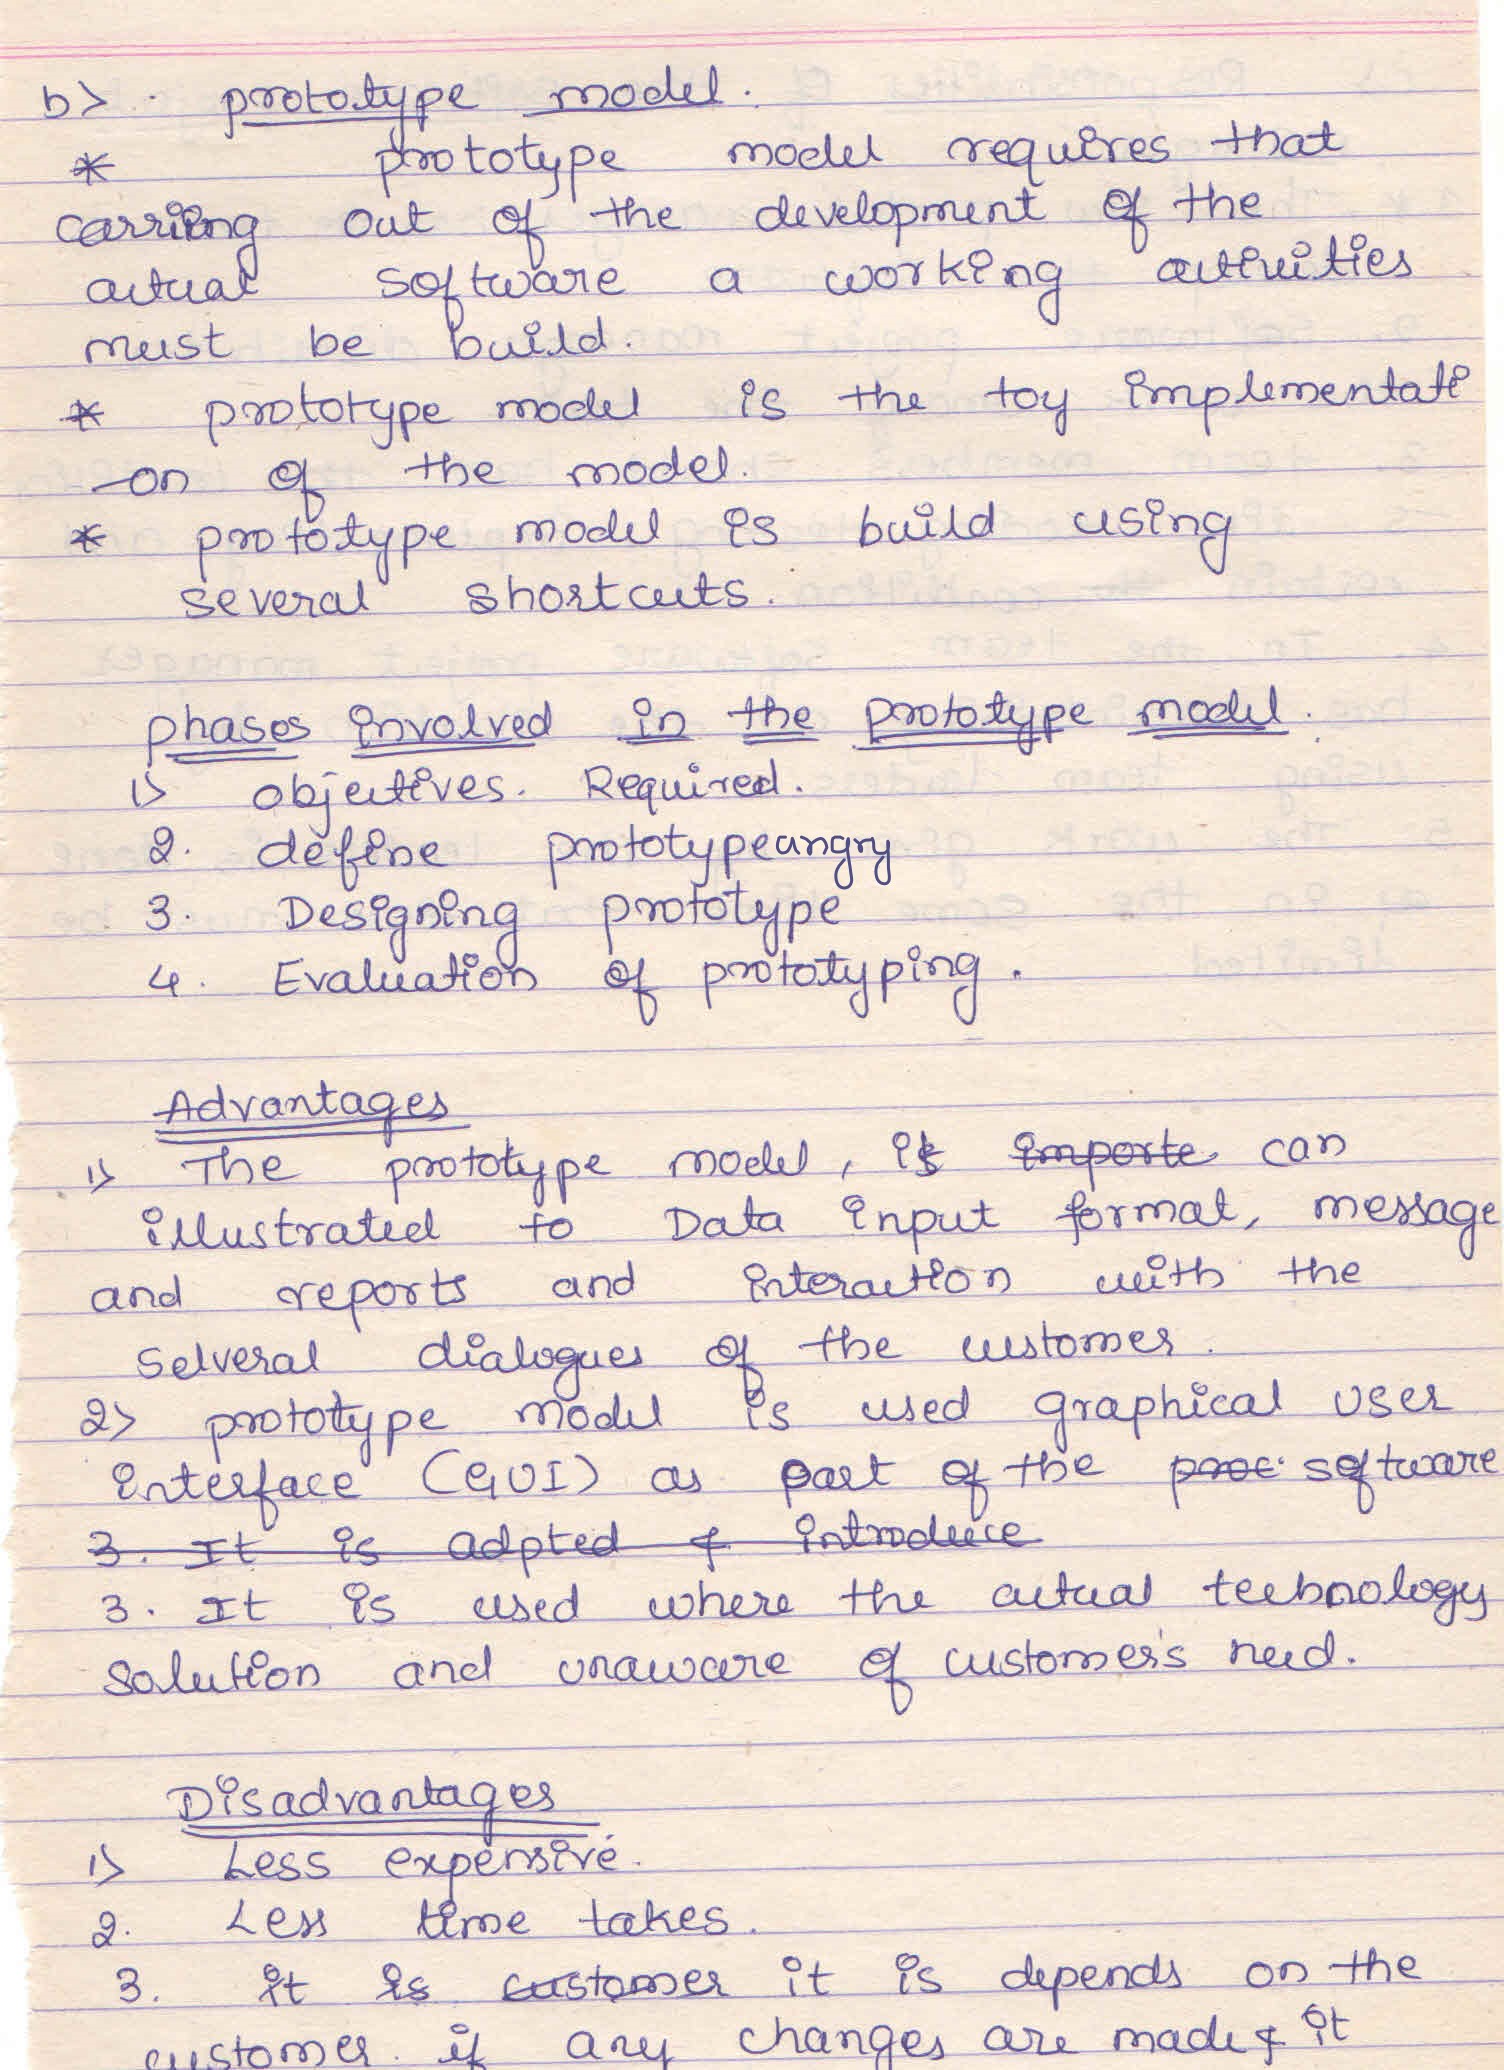 b> prototype model.
* prototype model requires that
carriing out of the development of the
actual software a working activities
must be build.
* prototype model is the toy implementati
-on of the model.
* prototype model is build using
several shortcuts.
phases involved in the prototype model.
1> objectives. Required.
2. define prototypeangry
3. Designing prototype
4. Evaluation of prototyping.
Advantages
1> The prototype model, is importe can
illustrated to Data input format, message
and reports and interaction with the
selveral dialogues of the customer.
2> prototype model is used graphical user
interface (GUI) as part of the proc software
3. It is adpted & introduce
3. It is used where the actual technology
solution and unaware of customer's need.
Disadvantages
1> Less expensive.
2. Less time takes.
3. it is customer it is depends on the
customer. if any changes are made & it